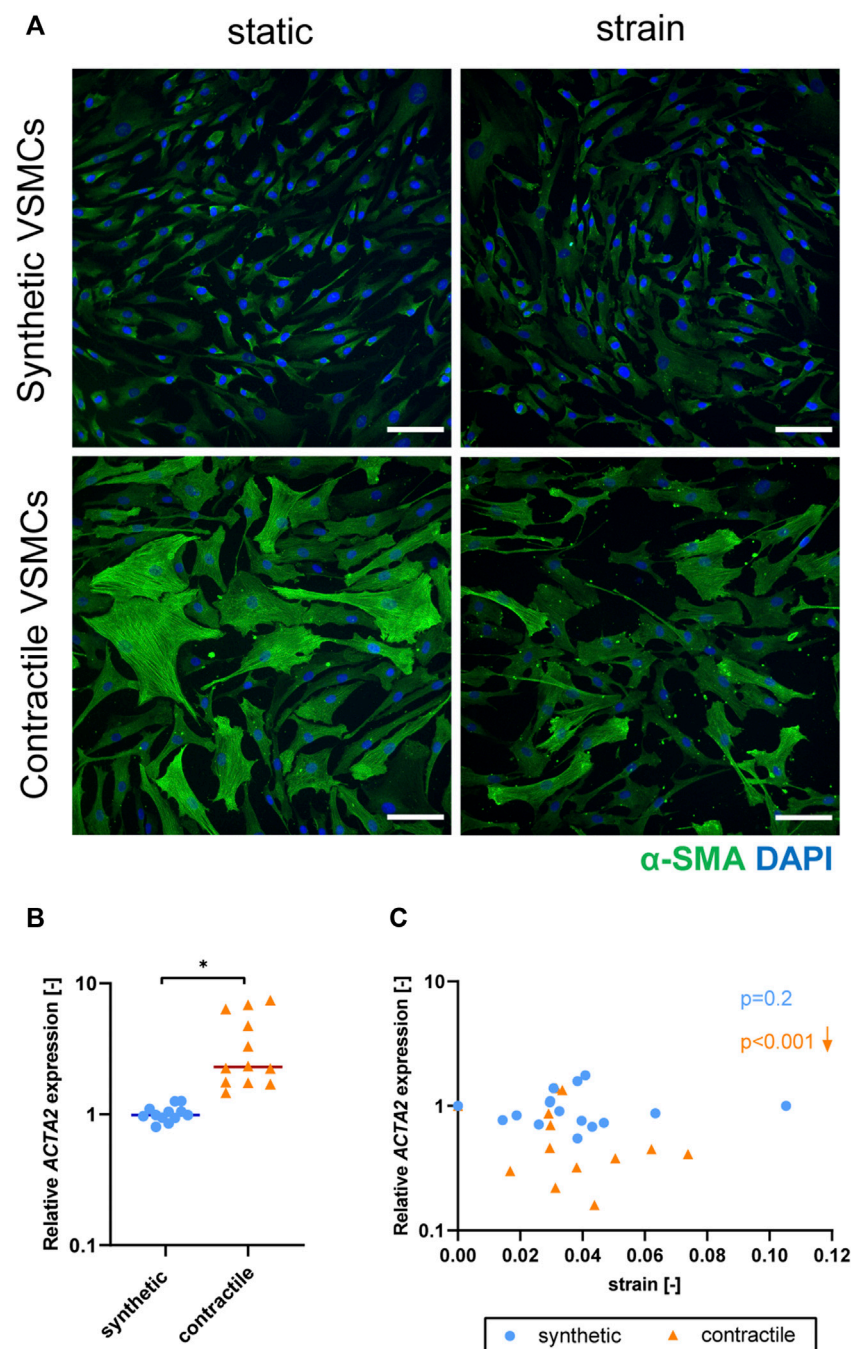 A
static strain
Synthetic VSMCs
Contractile VSMCs
α-SMA DAPI
B
Relative ACTA2 expression [-]
10
1
0.1
*
synthetic
contractile
C
Relative ACTA2 expression [-]
10
1
0.1
p=0.2
p<0.001 ↓
0.00 0.02 0.04 0.06 0.08 0.10 0.12
strain [-]
synthetic contractile